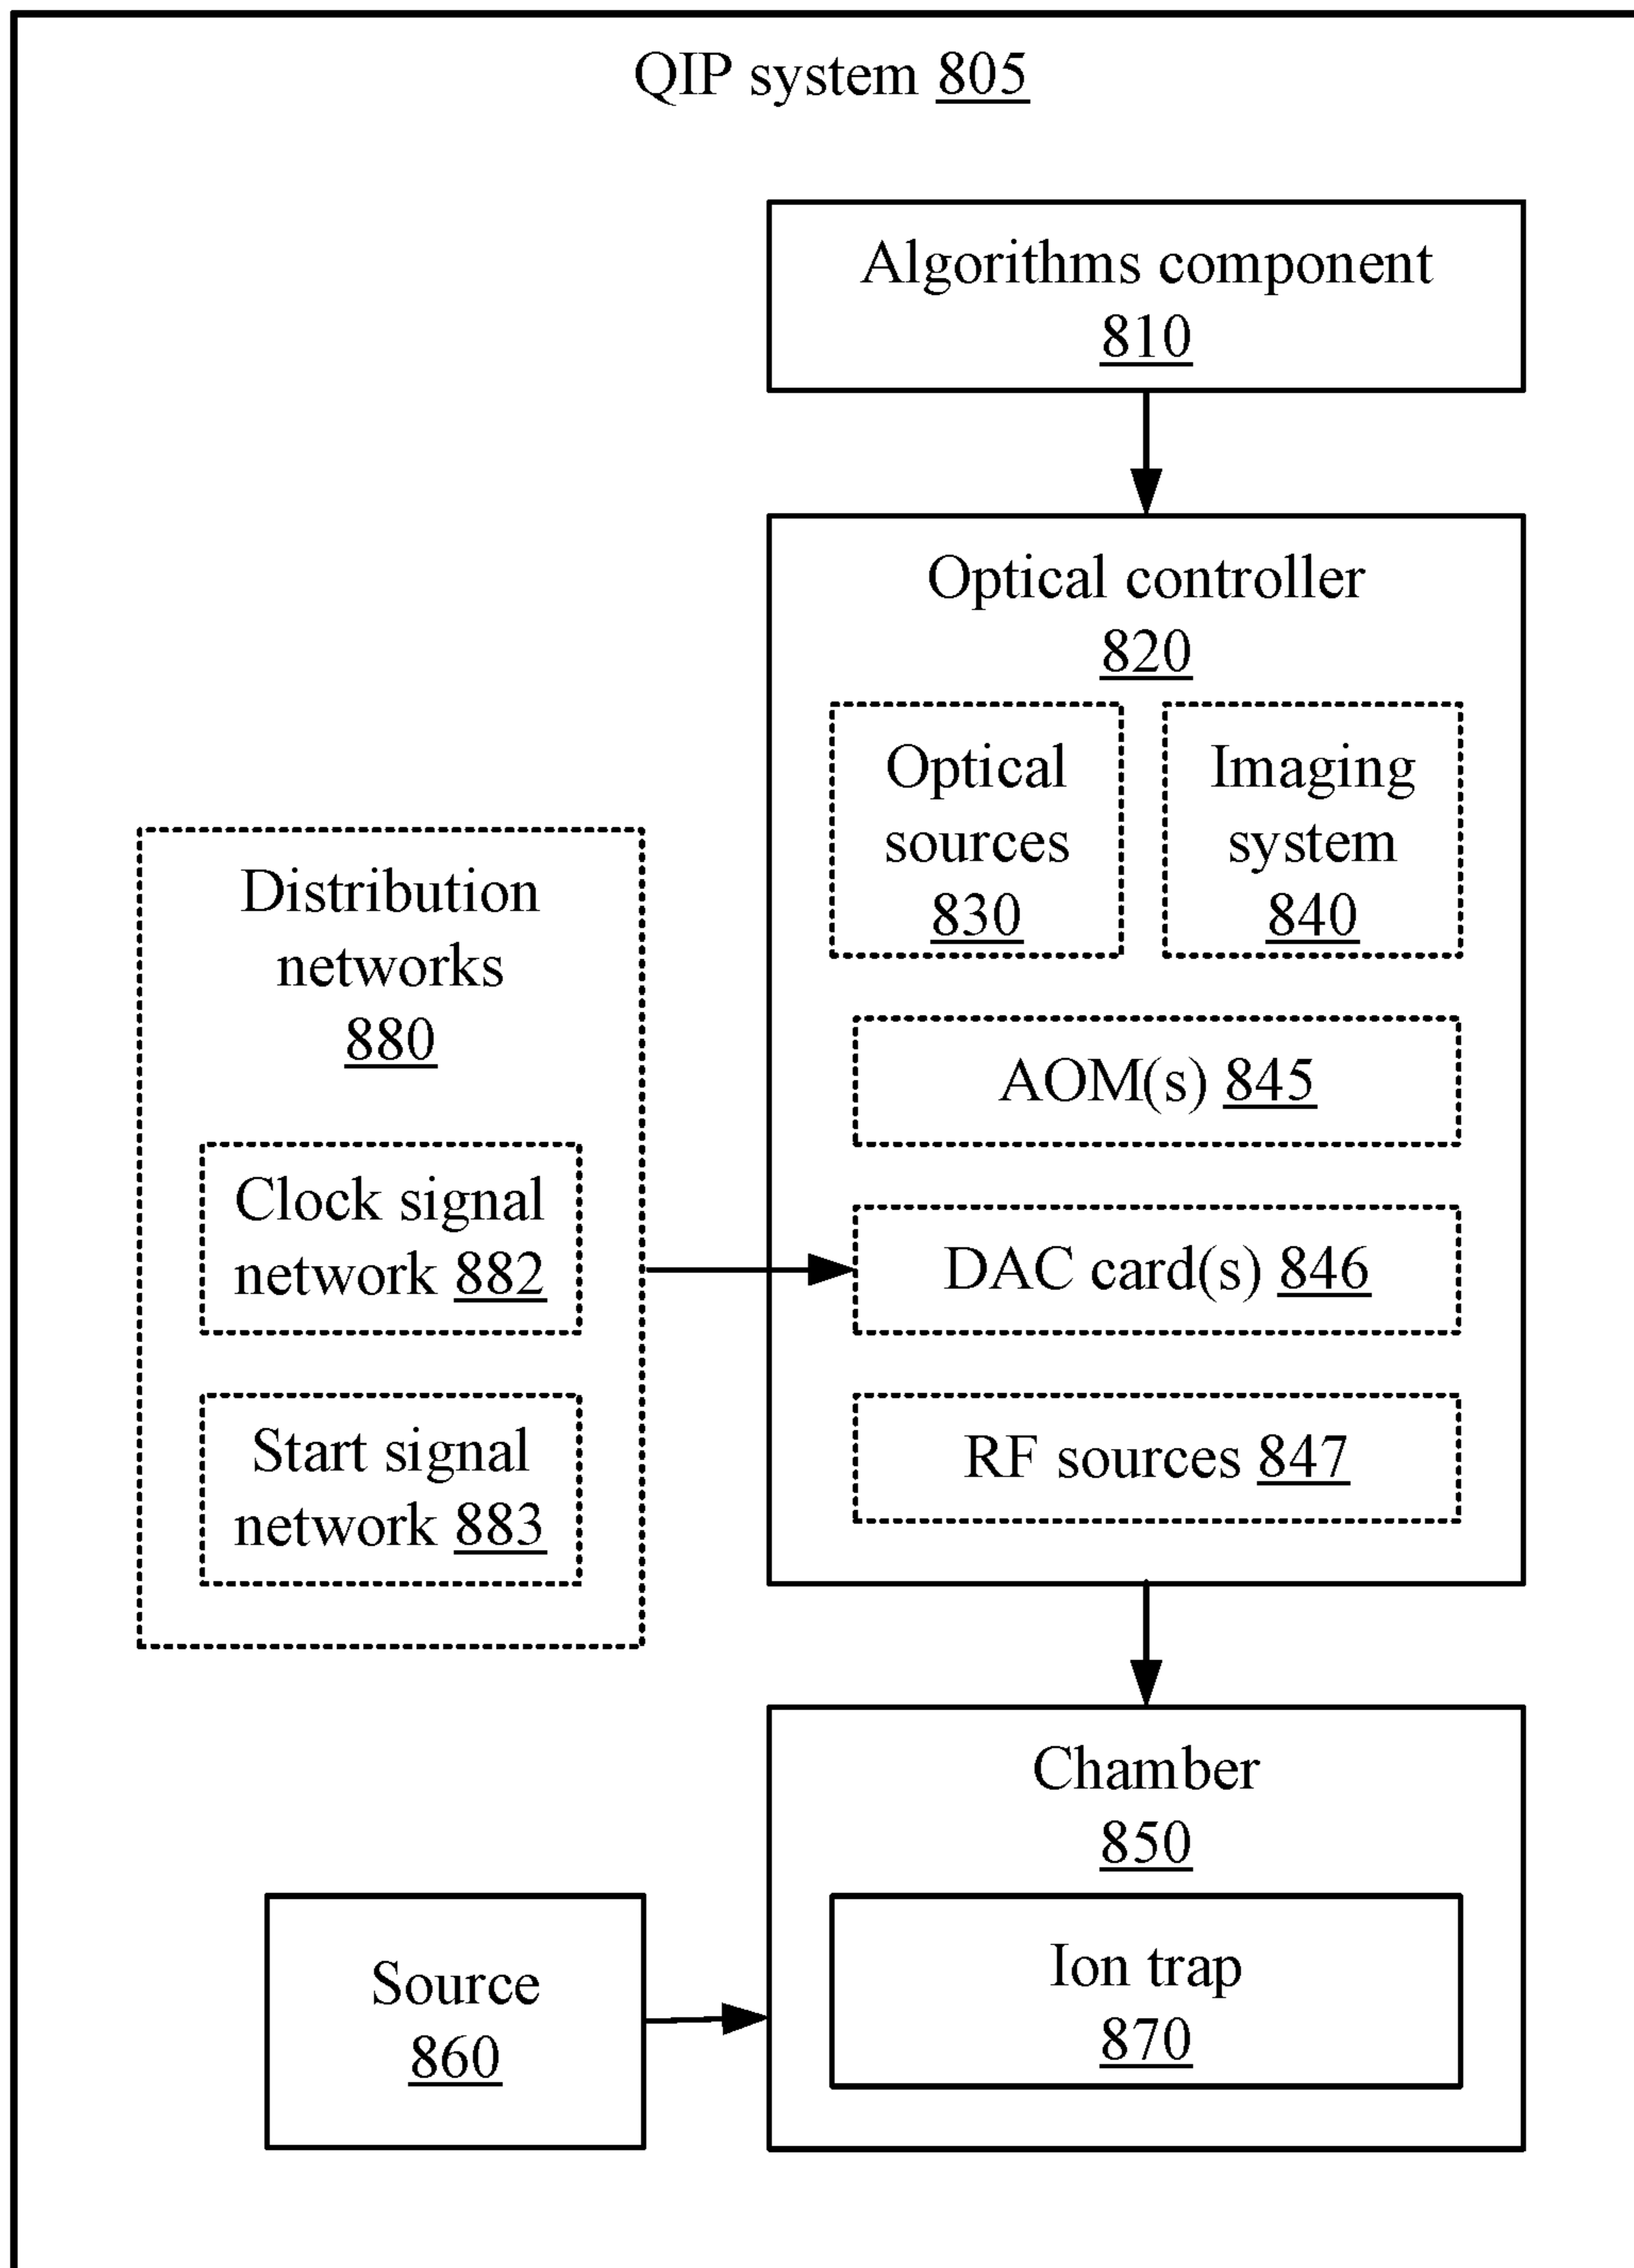 QIP system 805
Algorithms component
810
Optical controller
820
Optical
sources
830
Imaging
system
840
AOM(s) 845
DAC card(s) 846
RF sources 847
Distribution
networks
880
Clock signal
network 882
Start signal
network 883
Chamber
850
Ion trap
870
Source
860